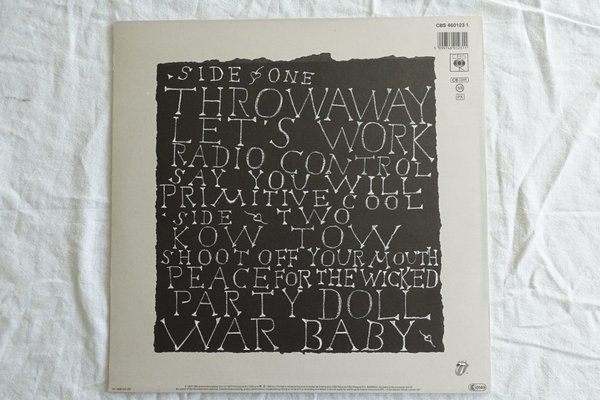 CBS 460123 1
CBS
SIDE ONE
THROWAWAY
LET'S WORK
RADIO CONTROL
SAY YOU WILL
PRIMITIVE COOL
SIDE TWO
KOW TOW
SHOOT OFF YOUR MOUTH
PEACE FOR THE WICKED
PARTY DOLL
WAR BABY